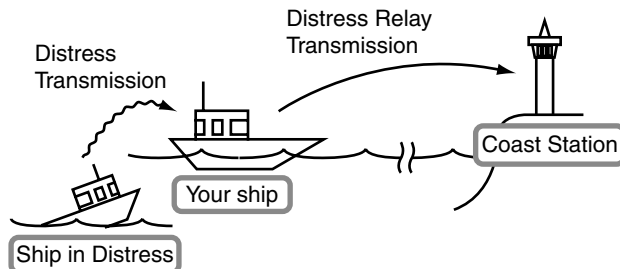 Distress
Transmission
Distress Relay
Transmission
Coast Station
Your ship
Ship in Distress